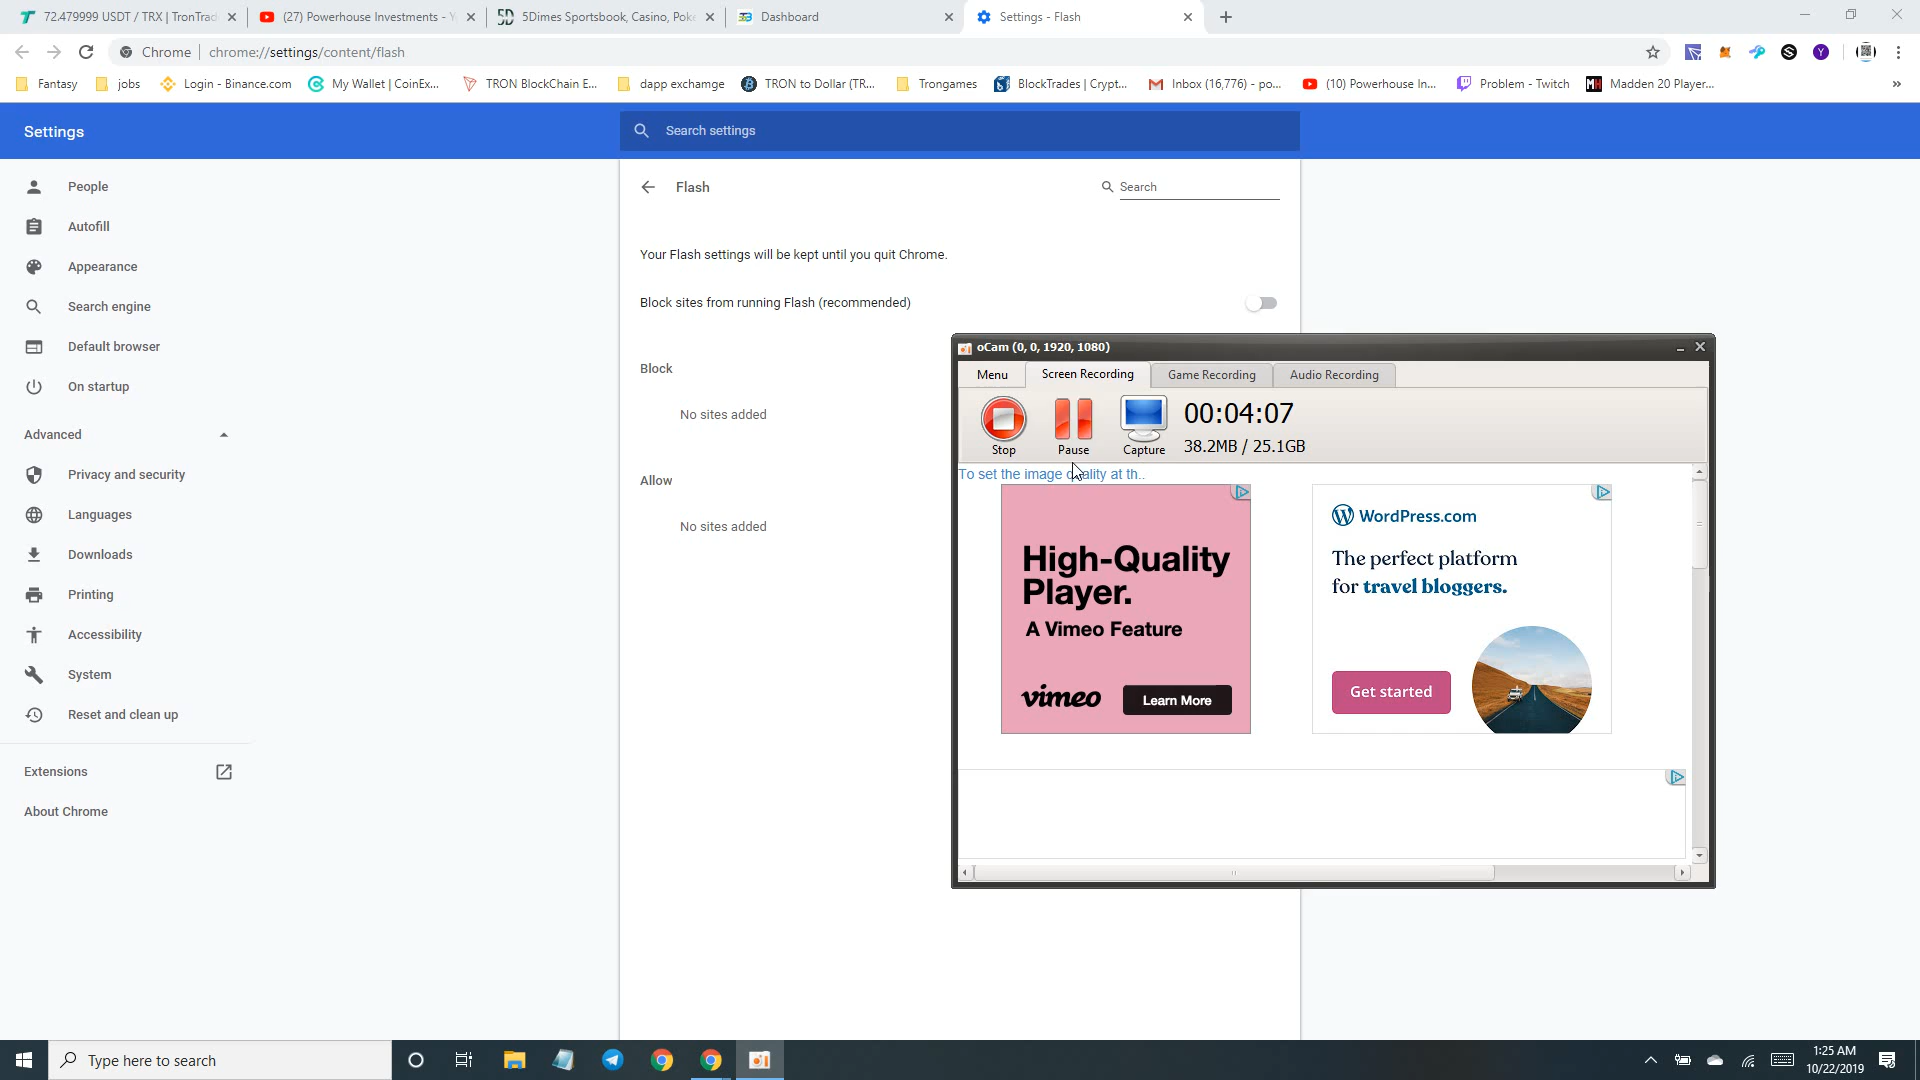 72.479999 USDT / TRX | TronTrad
(27) Powerhouse Investments - Y
5Dimes Sportsbook, Casino, Poke
Dashboard
Settings - Flash
Chrome | chrome://settings/content/flash
Fantasy
jobs
Login - Binance.com
My Wallet | CoinEx...
TRON BlockChain E...
dapp exchamge
TRON to Dollar (TR...
Trongames
BlockTrades | Crypt...
Inbox (16,776) - po...
(10) Powerhouse In...
Problem - Twitch
Madden 20 Player...
»
Settings
Search settings
People
Autofill
Appearance
Search engine
Default browser
On startup
Advanced
Privacy and security
Languages
Downloads
Printing
Accessibility
System
Reset and clean up
Extensions
About Chrome
Flash
Search
Your Flash settings will be kept until you quit Chrome.
Block sites from running Flash (recommended)
Block
No sites added
Allow
No sites added
oCam (0, 0, 1920, 1080)
Menu
Screen Recording
Game Recording
Audio Recording
Stop
Pause
Capture
00:04:07
38.2MB / 25.1GB
To set the image quality at th..
High-Quality
Player.
A Vimeo Feature
vimeo
Learn More
WordPress.com
The perfect platform
for travel bloggers.
Get started
Type here to search
1:25 AM
10/22/2019